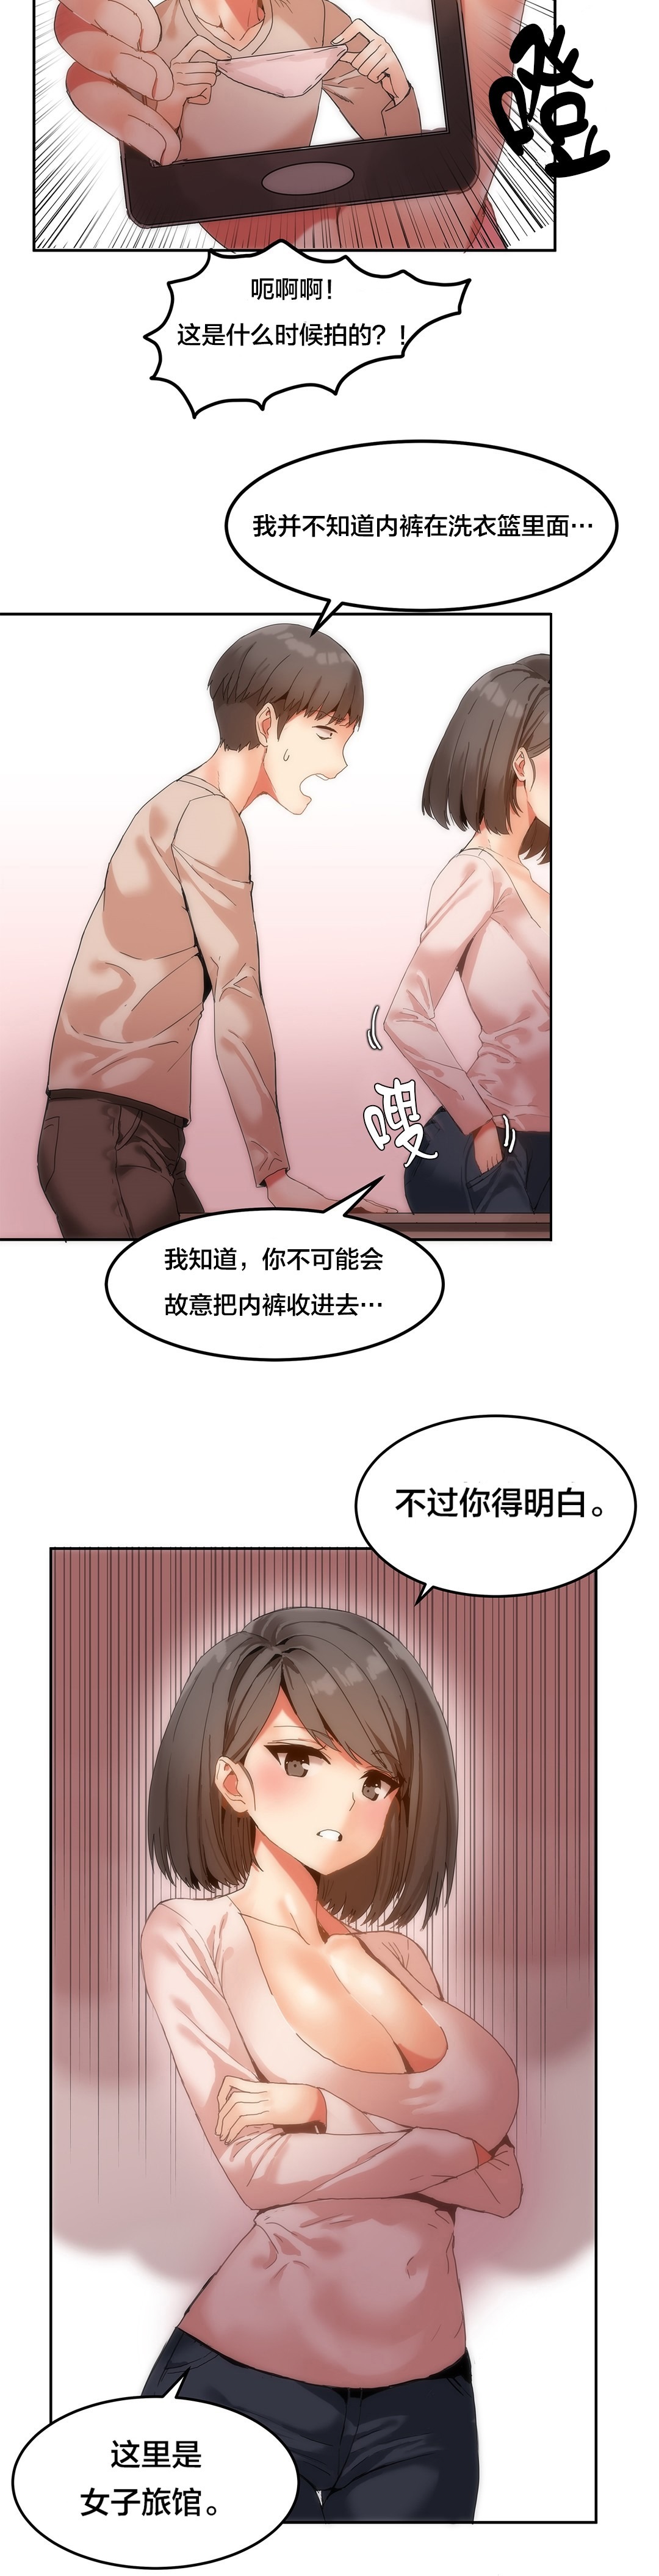 噔
呃啊啊！
这是什么时候拍的？！
我并不知道内裤在洗衣篮里面…
嗖
我知道，你不可能会
故意把内裤收进去…
不过你得明白。
这里是
女子旅馆。